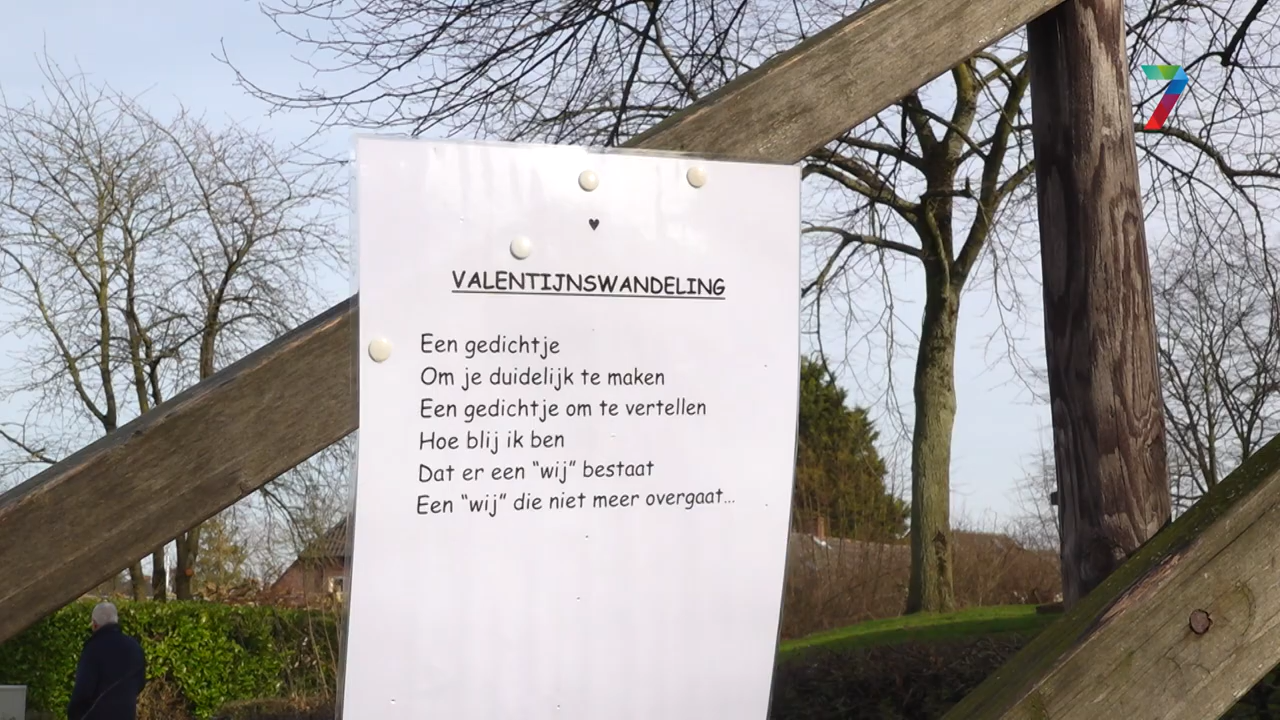 7
♥
VALENTIJNSWANDELING
Een gedichtje
Om je duidelijk te maken
Een gedichtje om te vertellen
Hoe blij ik ben
Dat er een “wij” bestaat
Een “wij” die niet meer overgaat...